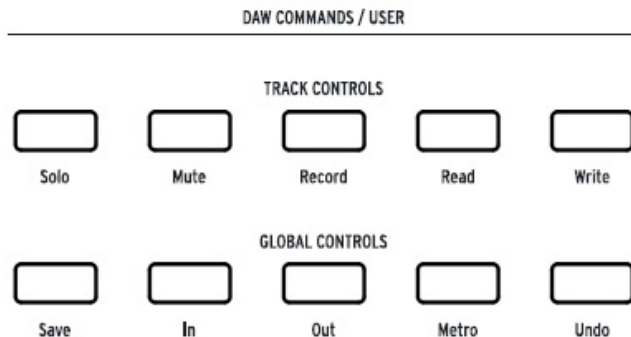 DAW COMMANDS / USER
TRACK CONTROLS
Solo Mute Record Read Write
GLOBAL CONTROLS
Save In Out Metro Undo